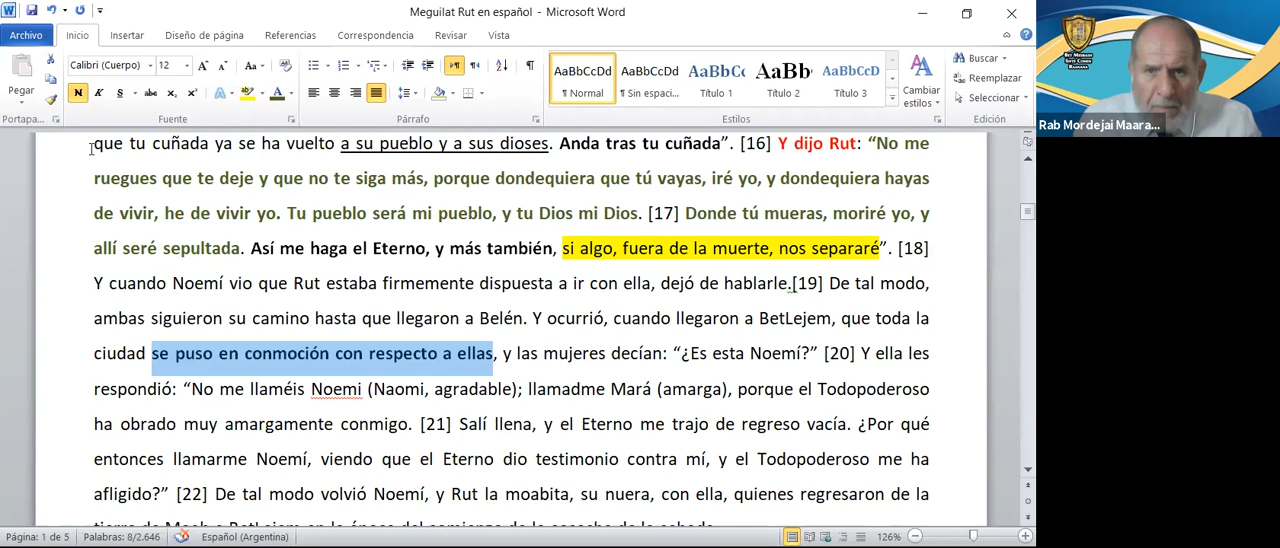 Meguilat Rut en español - Microsoft Word
Archivo Inicio Insertar Diseño de página Referencias Correspondencia Revisar Vista
Calibri (Cuerpo) 12
Pegar
N K S abc x₂ x²
AaBbCcDd AaBbCcDd AaBbCc AaBb AaBbCcD
¶ Normal ¶ Sin espaci... Título 1 Título 2 Título 3
Cambiar estilos
Buscar
Reemplazar
Seleccionar
Portapa... Fuente Párrafo Estilos Edición
Rab Mordejai Maara...
que tu cuñada ya se ha vuelto a su pueblo y a sus dioses. Anda tras tu cuñada”. [16] Y dijo Rut: “No me
ruegues que te deje y que no te siga más, porque dondequiera que tú vayas, iré yo, y dondequiera hayas
de vivir, he de vivir yo. Tu pueblo será mi pueblo, y tu Dios mi Dios. [17] Donde tú mueras, moriré yo, y
allí seré sepultada. Así me haga el Eterno, y más también, si algo, fuera de la muerte, nos separaré”. [18]
Y cuando Noemí vio que Rut estaba firmemente dispuesta a ir con ella, dejó de hablarle.[19] De tal modo,
ambas siguieron su camino hasta que llegaron a Belén. Y ocurrió, cuando llegaron a BetLejem, que toda la
ciudad se puso en conmoción con respecto a ellas, y las mujeres decían: “¿Es esta Noemí?” [20] Y ella les
respondió: “No me llaméis Noemi (Naomi, agradable); llamadme Mará (amarga), porque el Todopoderoso
ha obrado muy amargamente conmigo. [21] Salí llena, y el Eterno me trajo de regreso vacía. ¿Por qué
entonces llamarme Noemí, viendo que el Eterno dio testimonio contra mí, y el Todopoderoso me ha
afligido?” [22] De tal modo volvió Noemí, y Rut la moabita, su nuera, con ella, quienes regresaron de la
Página: 1 de 5 Palabras: 8/2.646 Español (Argentina) 126%